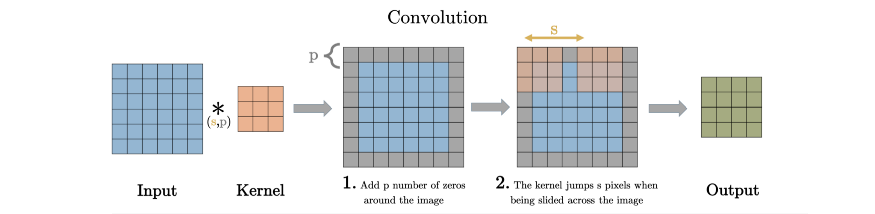 Convolution
s
p
*
(s,p)
Input
Kernel
1. Add p number of zeros
around the image
2. The kernel jumps s pixels when
being slided across the image
Output